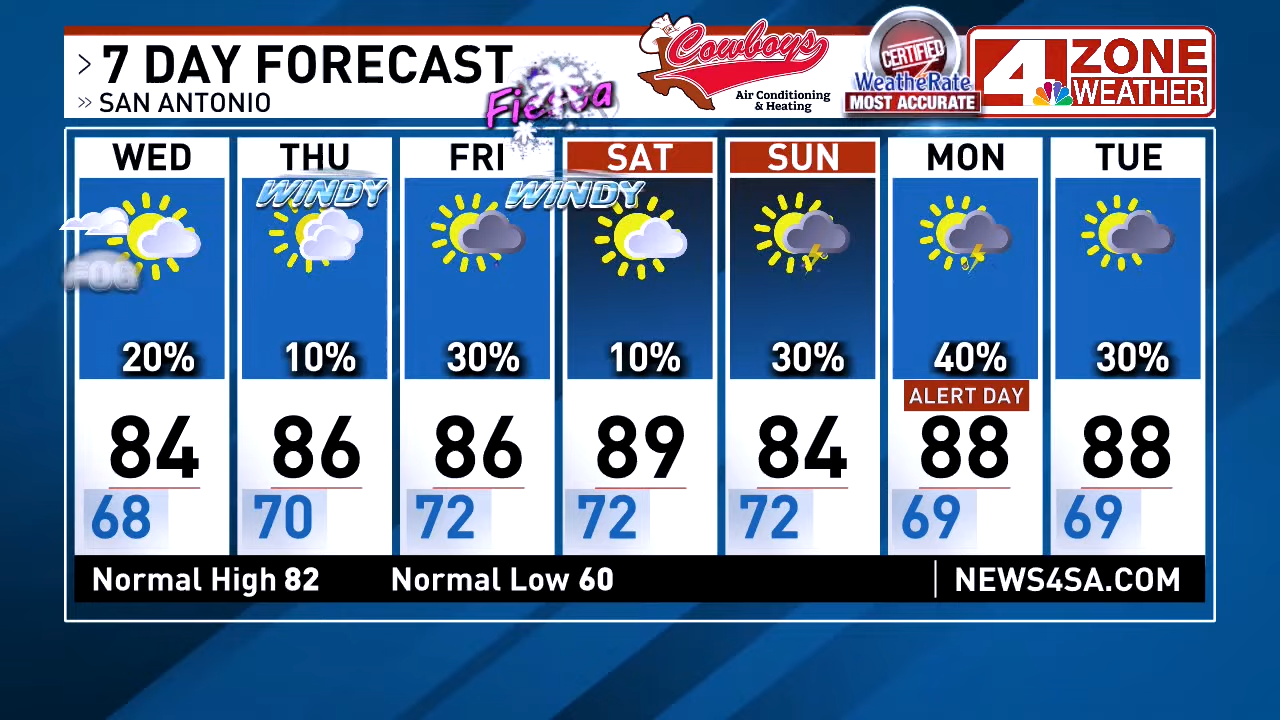 > 7 DAY FORECAST
>> SAN ANTONIO
Fiesta
Cowboys
Air Conditioning
& Heating
CERTIFIED
WeatheRate
MOST ACCURATE
4 ZONE
WEATHER
WED THU FRI SAT SUN MON TUE
WINDY WINDY
FOG
20% 10% 30% 10% 30% 40% 30%
ALERT DAY
84 86 86 89 84 88 88
68 70 72 72 72 69 69
Normal High 82 Normal Low 60 NEWS4SA.COM